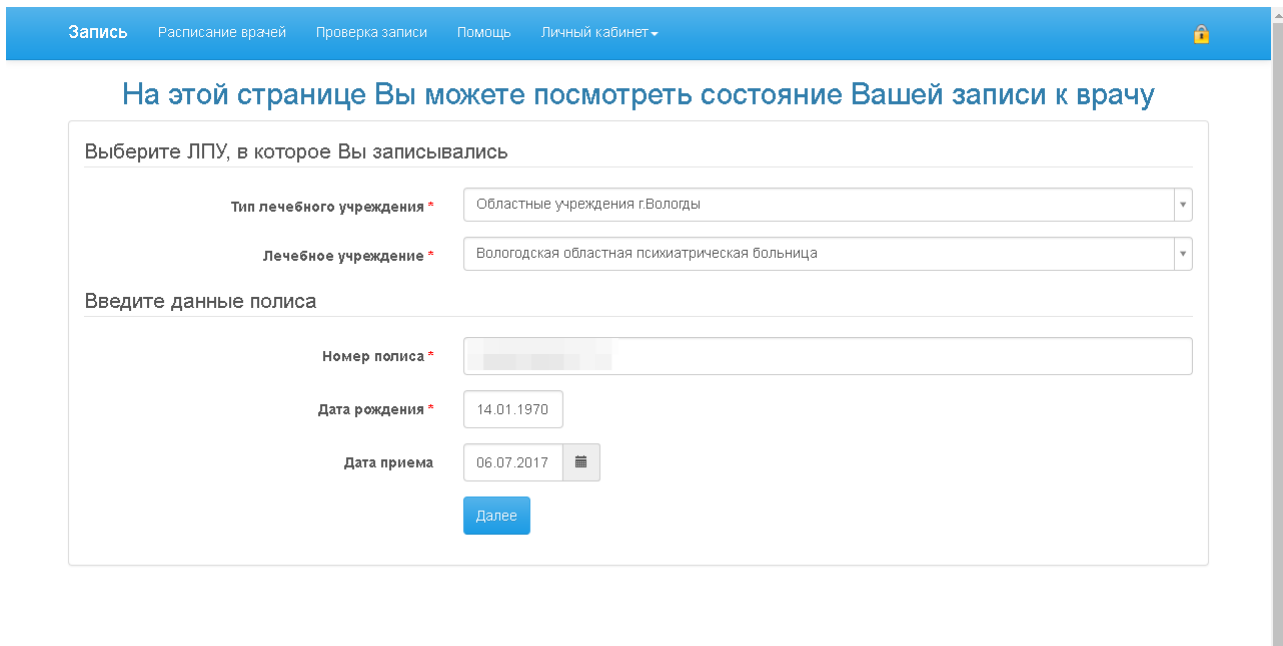 Запись Расписание врачей Проверка записи Помощь Личный кабинет
На этой странице Вы можете посмотреть состояние Вашей записи к врачу
Выберите ЛПУ, в которое Вы записывались
Тип лечебного учреждения * Областные учреждения г.Вологды
Лечебное учреждение * Вологодская областная психиатрическая больница
Введите данные полиса
Номер полиса *
Дата рождения * 14.01.1970
Дата приема 06.07.2017
Далее